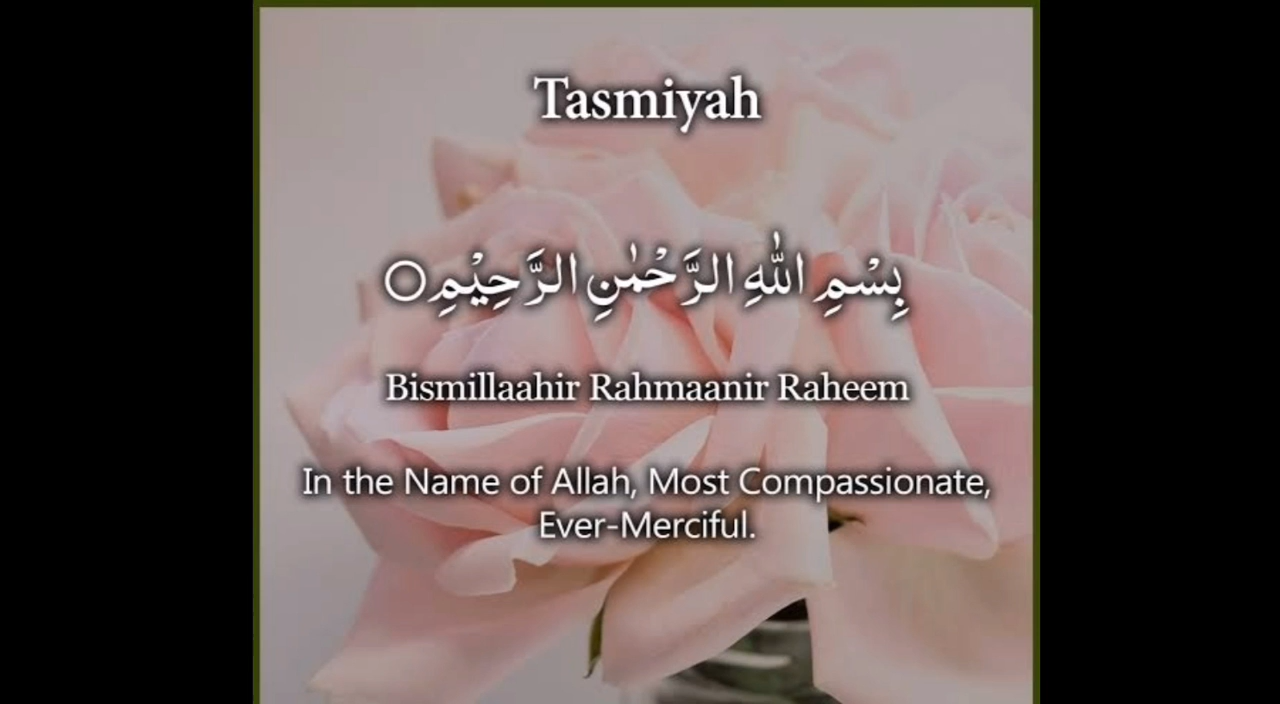 Tasmiyah
بِسْمِ اللّٰهِ الرَّحْمٰنِ الرَّحِيْمِ○
Bismillaahir Rahmaanir Raheem
In the Name of Allah, Most Compassionate,
Ever-Merciful.